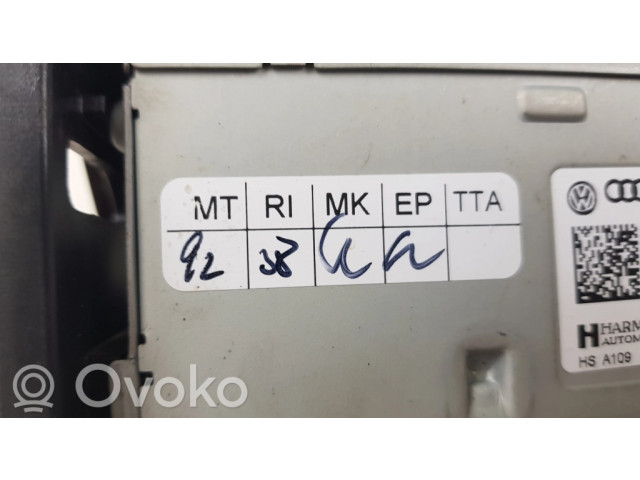 MT RI MK EP TTA
92 38
HARM
AUTOM
HS A109
Ovoko